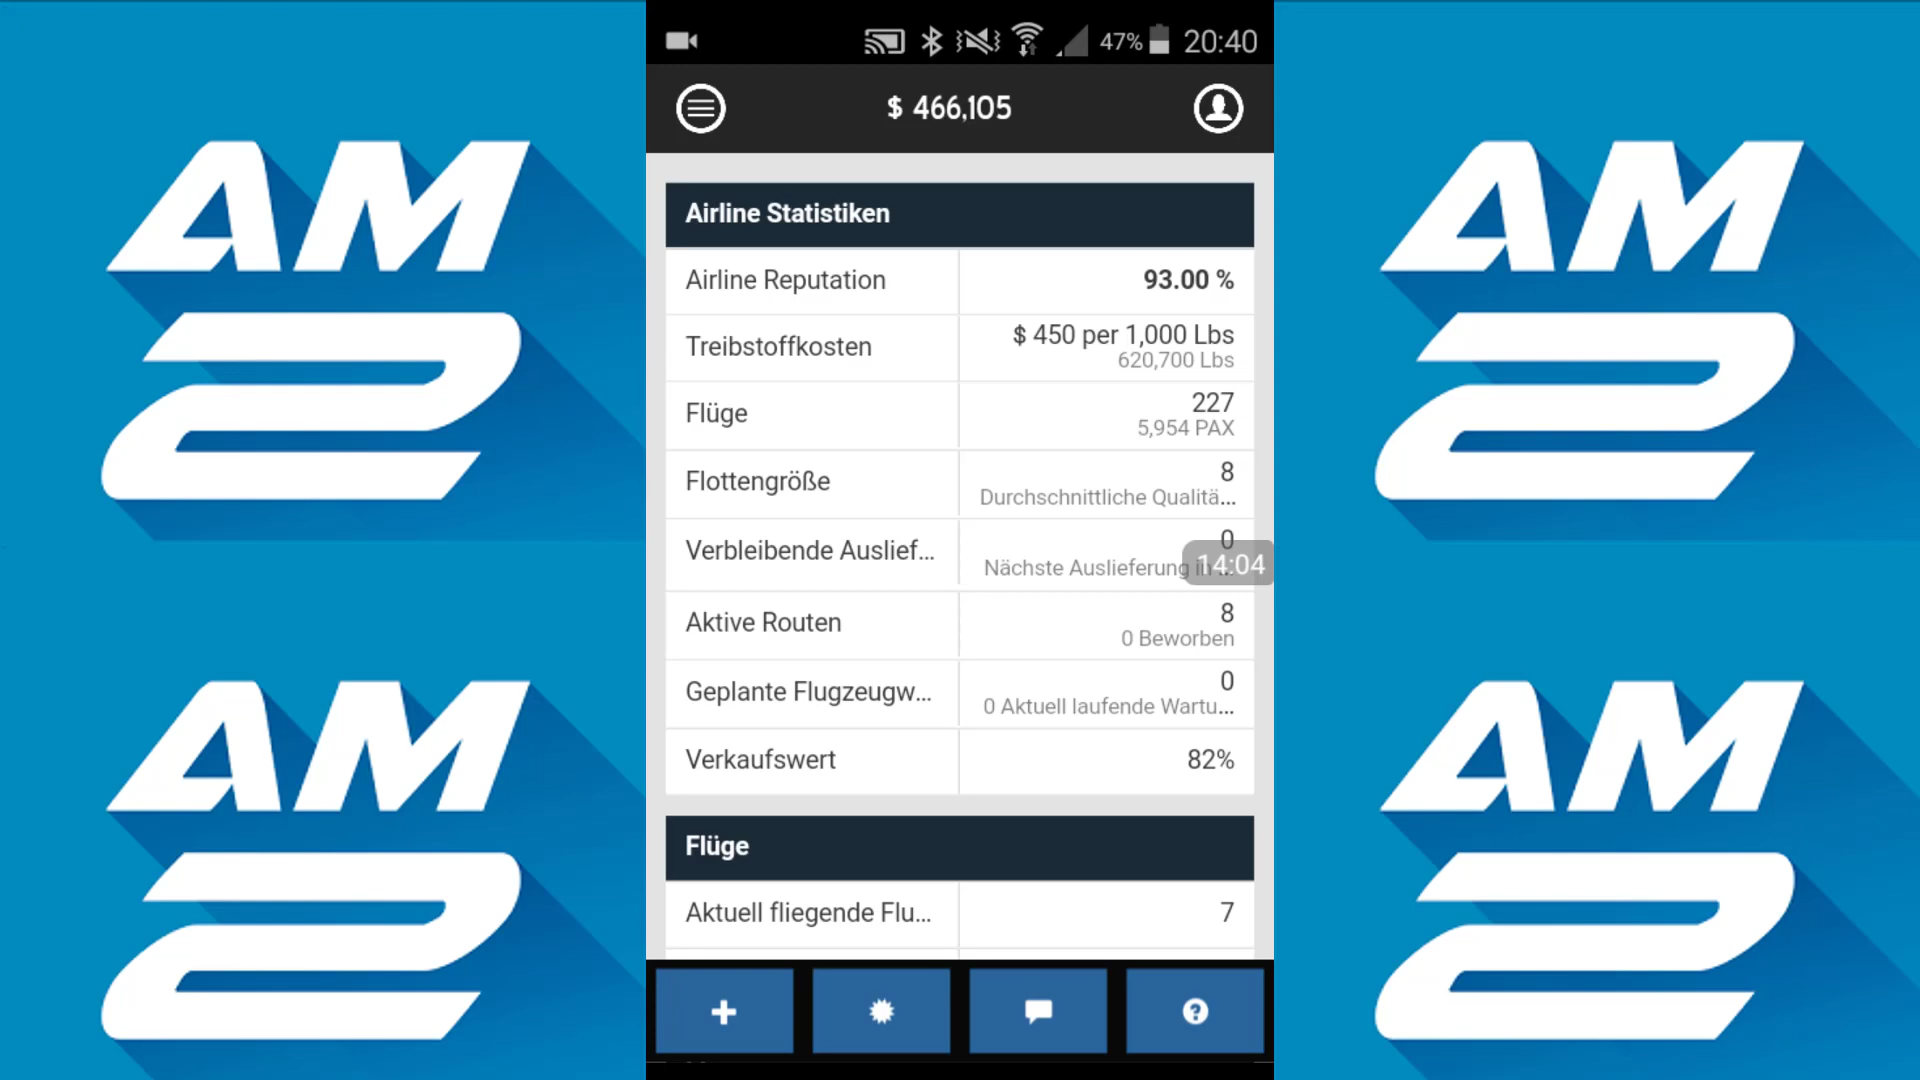 47% 20:40
$ 466,105
Airline Statistiken
Airline Reputation 93.00 %
Treibstoffkosten $ 450 per 1,000 Lbs
620,700 Lbs
Flüge 227
5,954 PAX
Flottengröße 8
Durchschnittliche Qualitä...
Verbleibende Auslief... 0
Nächste Auslieferung
14:04
Aktive Routen 8
0 Beworben
Geplante Flugzeugw... 0
0 Aktuell laufende Wartu...
Verkaufswert 82%
Flüge
Aktuell fliegende Flu... 7
AM
2
AM
2
AM
2
AM
2